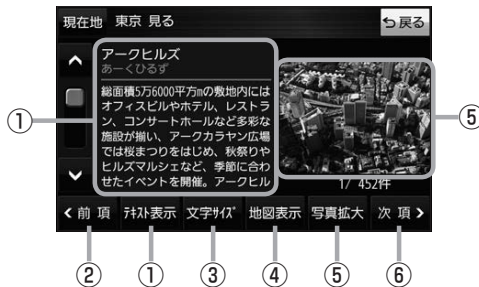 現在地 東京 見る
戻る
アークヒルズ
あーくひるず
総面積5万6000平方mの敷地内には
オフィスビルやホテル、レストラ
ン、コンサートホールなど多彩な
施設が揃い、アークカラヤン広場
では桜まつりをはじめ、秋祭りや
ヒルズマルシェなど、季節に合わ
せたイベントを開催。アークヒル
1/ 452件
前 項 ﾃｷｽﾄ表示 文字ｻｲｽﾞ 地図表示 写真拡大 次 項
① ⑤
② ① ③ ④ ⑤ ⑥